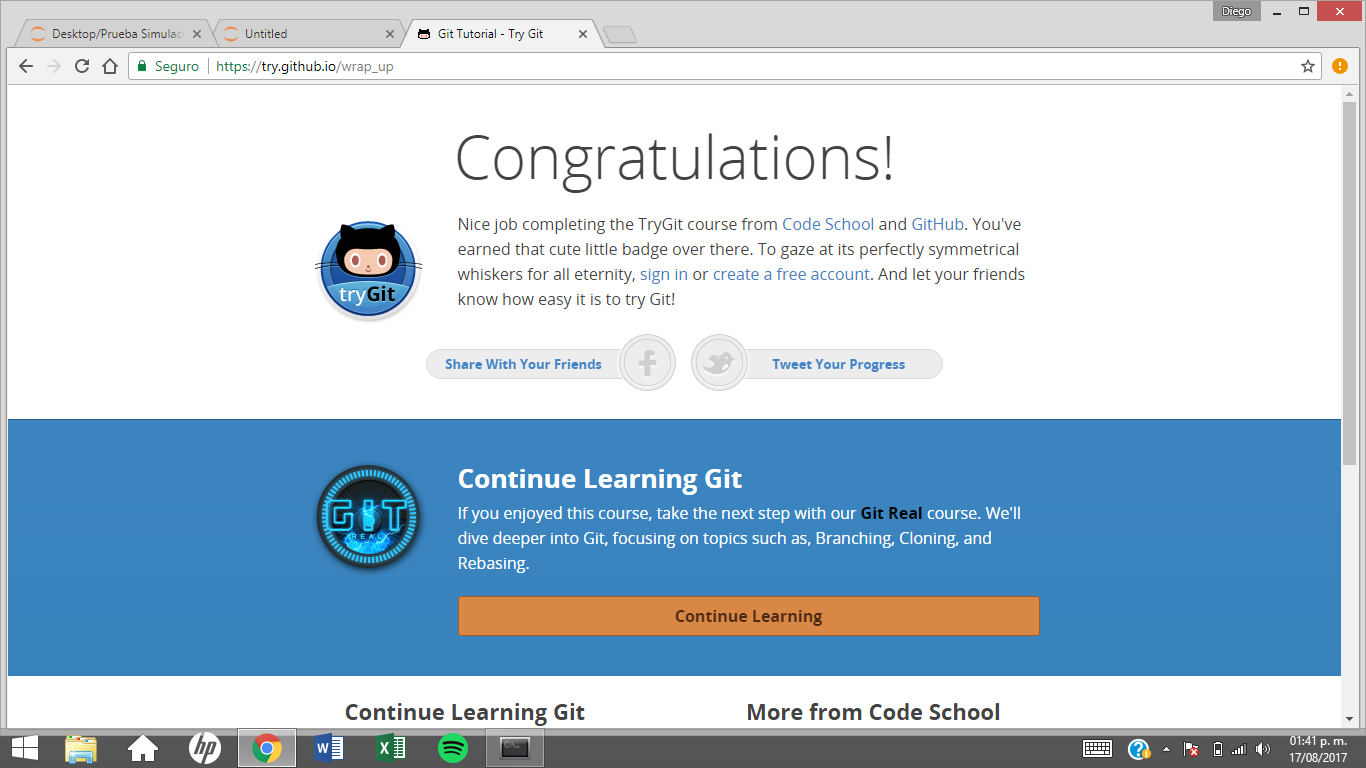 Diego
Desktop/Prueba Simulac
Untitled
Git Tutorial - Try Git
Seguro
https://try.github.io/wrap_up
Congratulations!
Nice job completing the TryGit course from Code School and GitHub. You've
earned that cute little badge over there. To gaze at its perfectly symmetrical
whiskers for all eternity, sign in or create a free account. And let your friends
know how easy it is to try Git!
tryGit
Share With Your Friends
Tweet Your Progress
GIT
REAL
Continue Learning Git
If you enjoyed this course, take the next step with our Git Real course. We'll
dive deeper into Git, focusing on topics such as, Branching, Cloning, and
Rebasing.
Continue Learning
Continue Learning Git
More from Code School
hp
01:41 p. m.
17/08/2017